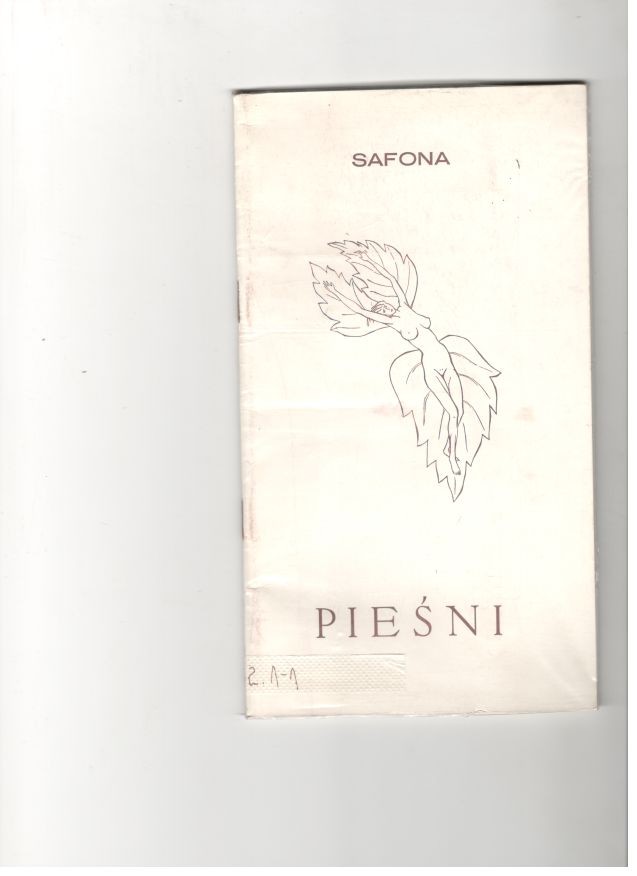 SAFONA
PIEŚNI
2. 1-1